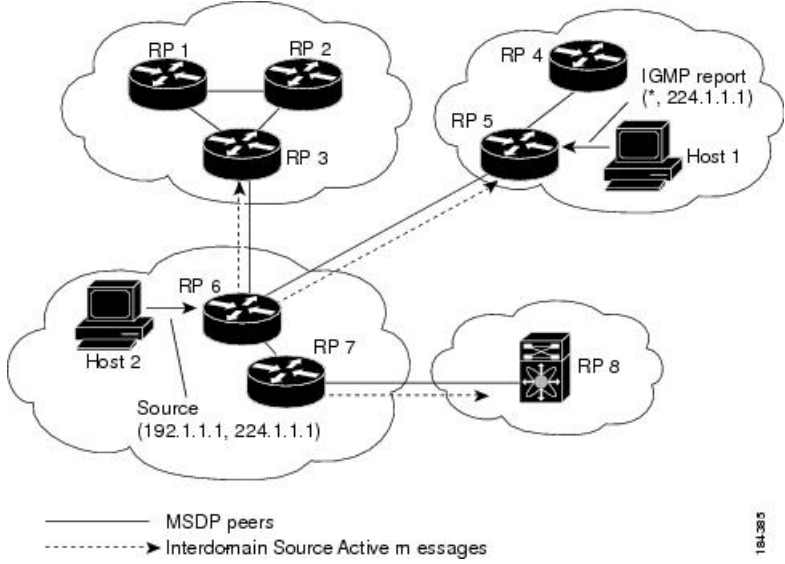 RP 1
RP 2
RP 3
RP 4
IGMP report
(*, 224.1.1.1)
RP 5
Host 1
RP 6
Host 2
RP 7
RP 8
Source
(192.1.1.1, 224.1.1.1)
MSDP peers
Interdomain Source Active m essages
184385